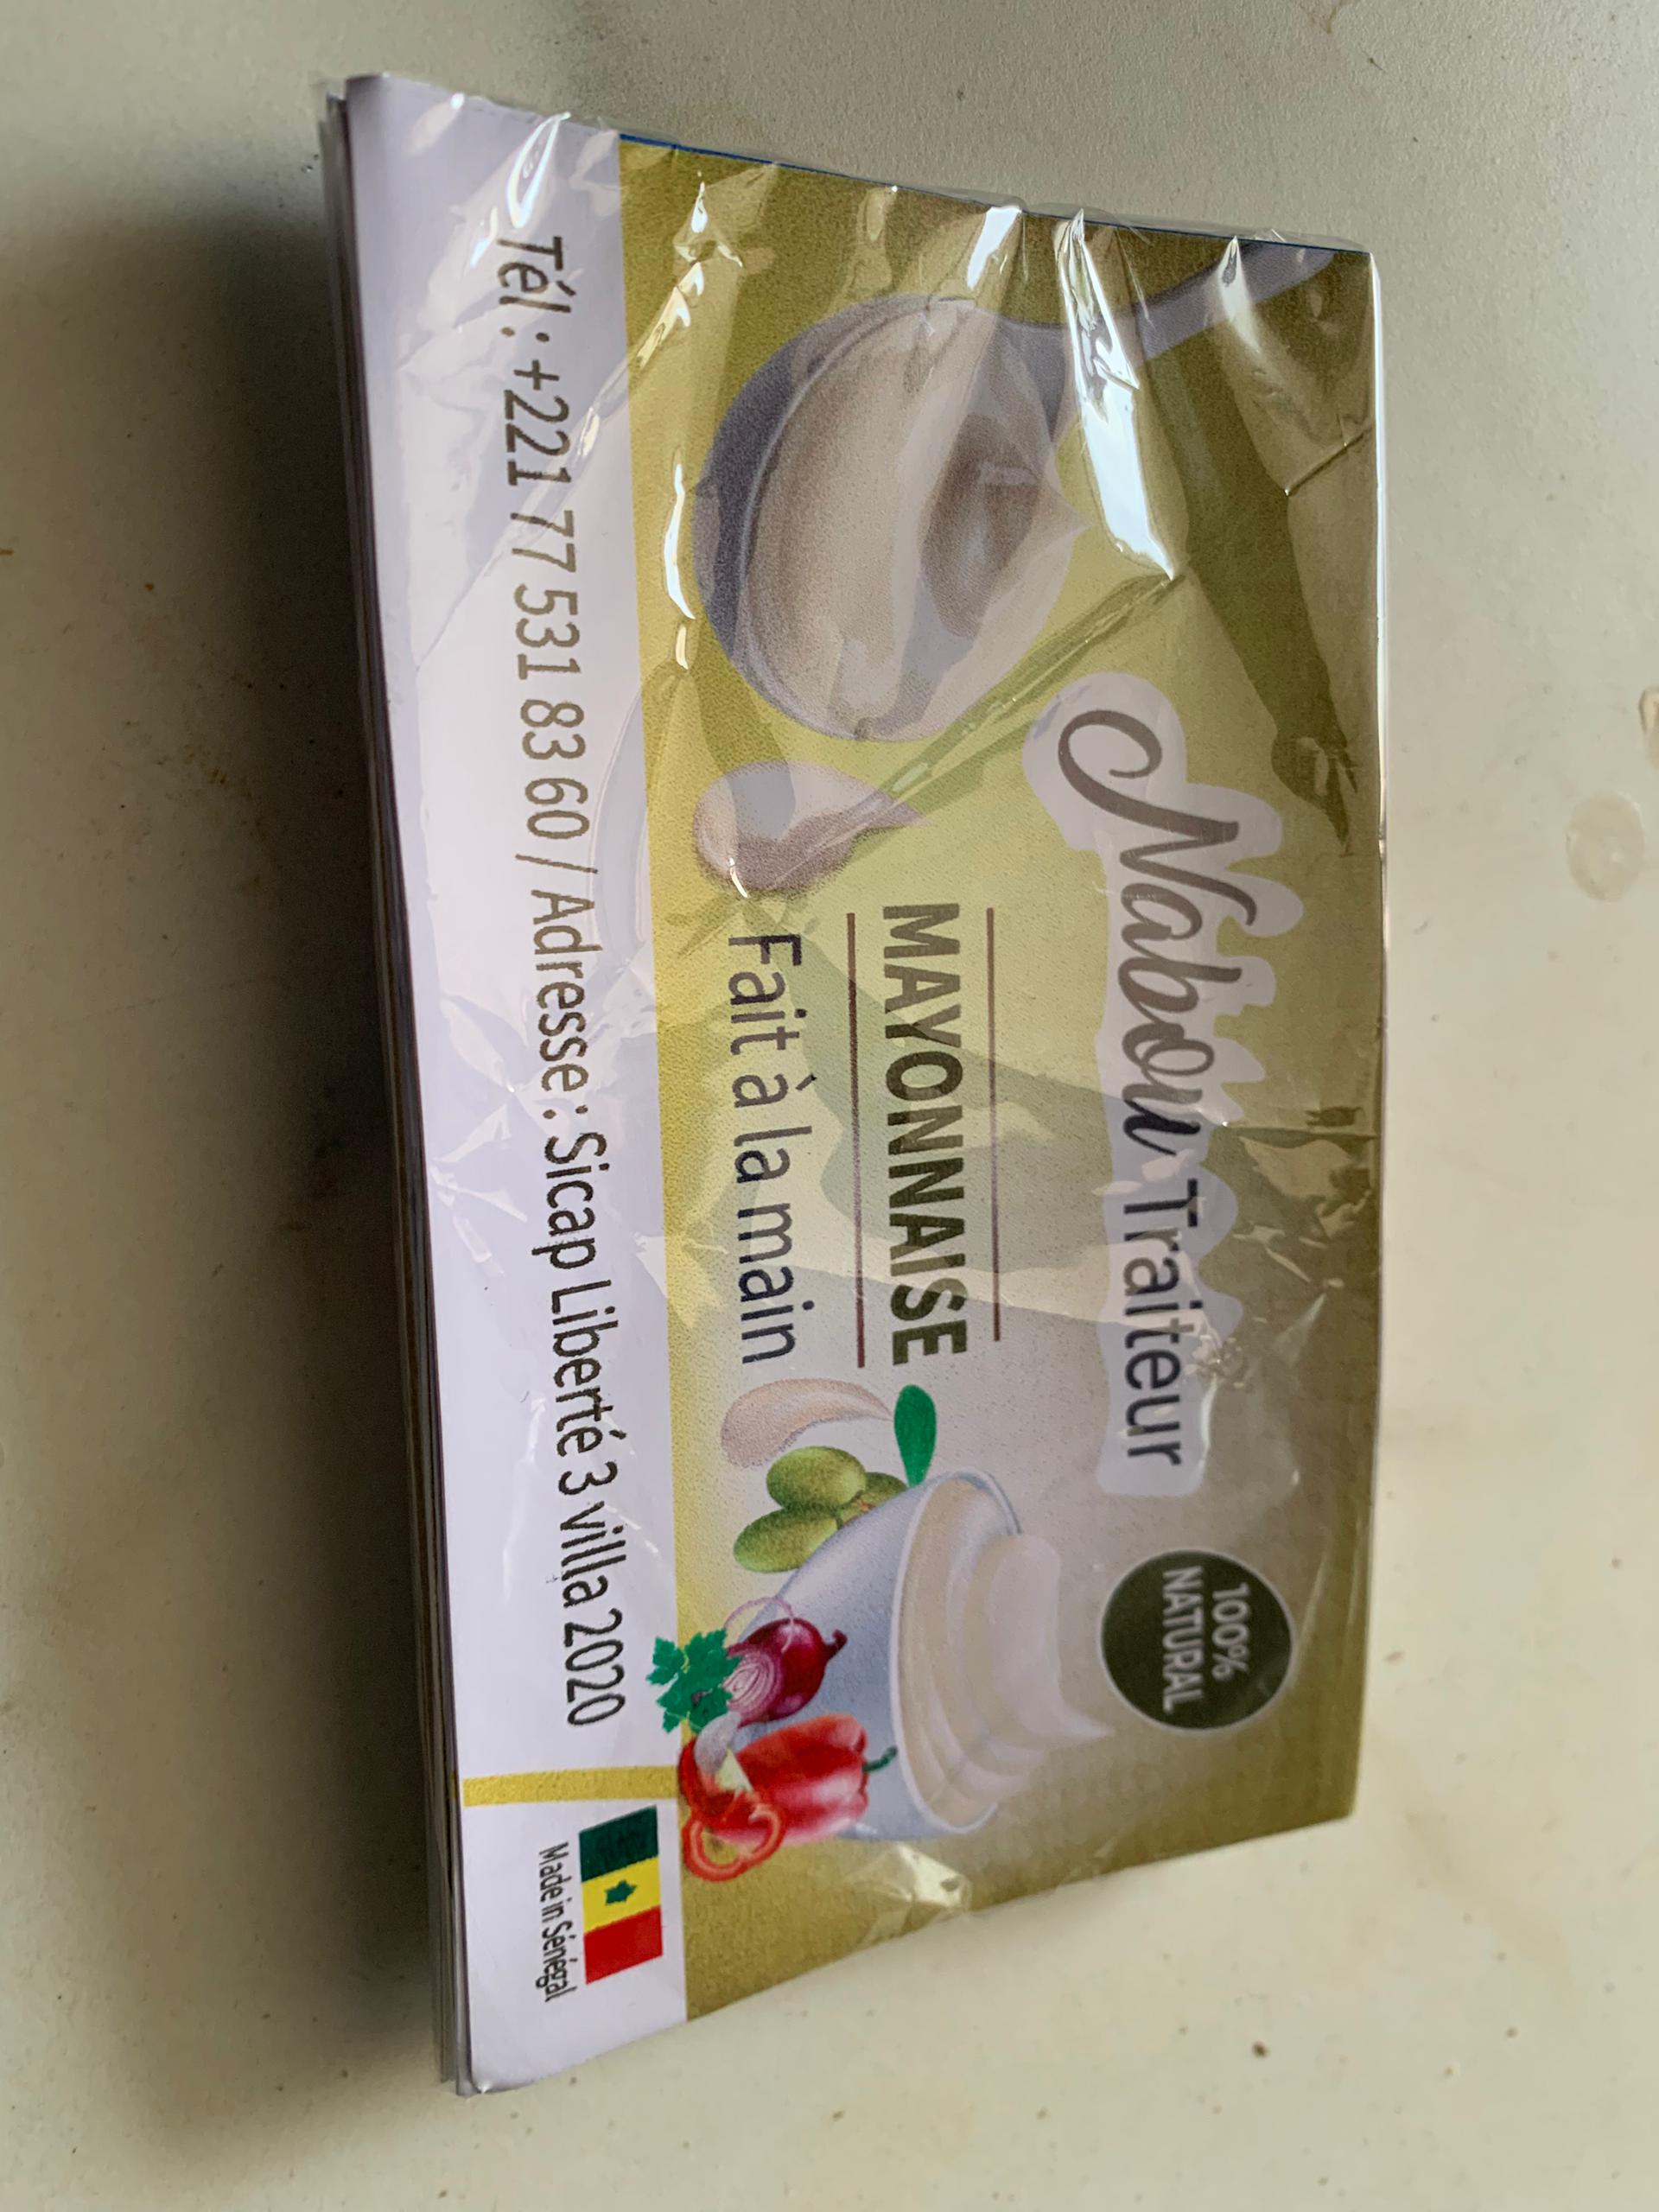 Nabou Traiteur
100%
NATURAL
MAYONNAISE
Fait à la main
Tél : +221 77 531 83 60 / Adresse : Sicap Liberté 3 villa 2020
Made in Sénégal